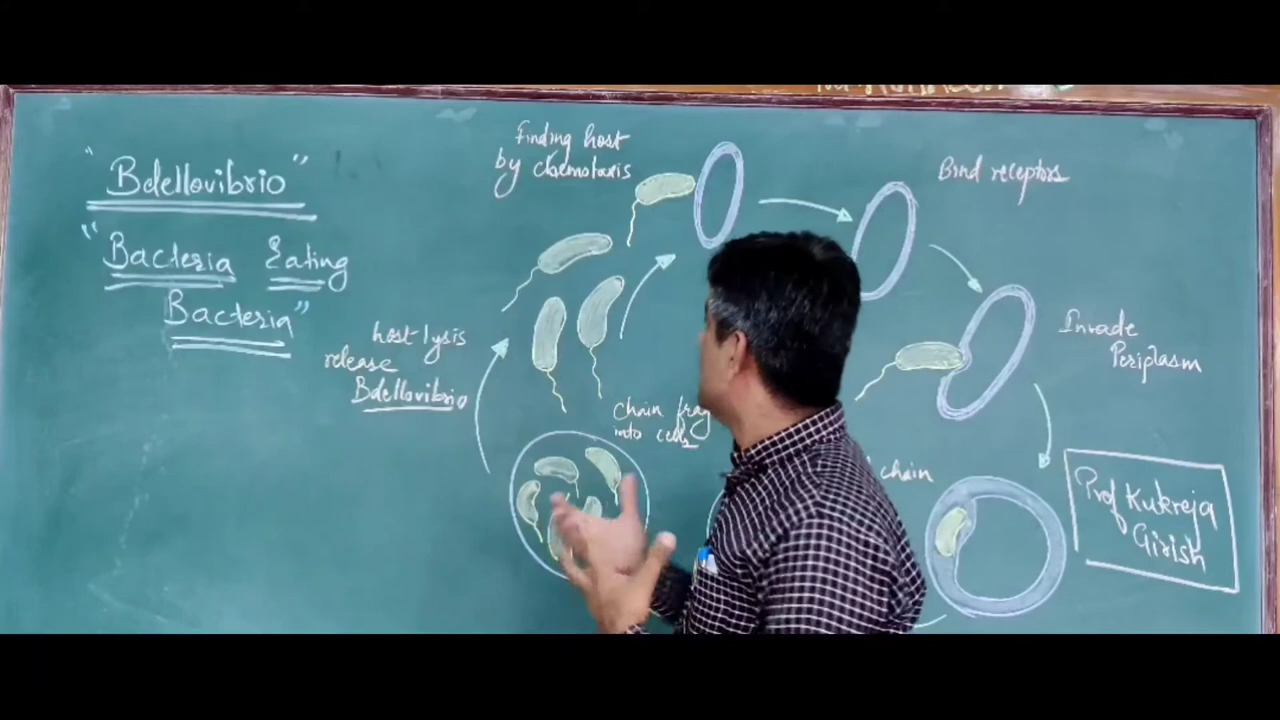 "Bdellovibrio"
"Bacteria Eating
Bacteria"
Finding host
by chemotaxis
Bind receptors
Invade
Periplasm
host lysis
release
Bdellovibrio
Chain frag
into cells
chain
Prof Kukreja
Girish